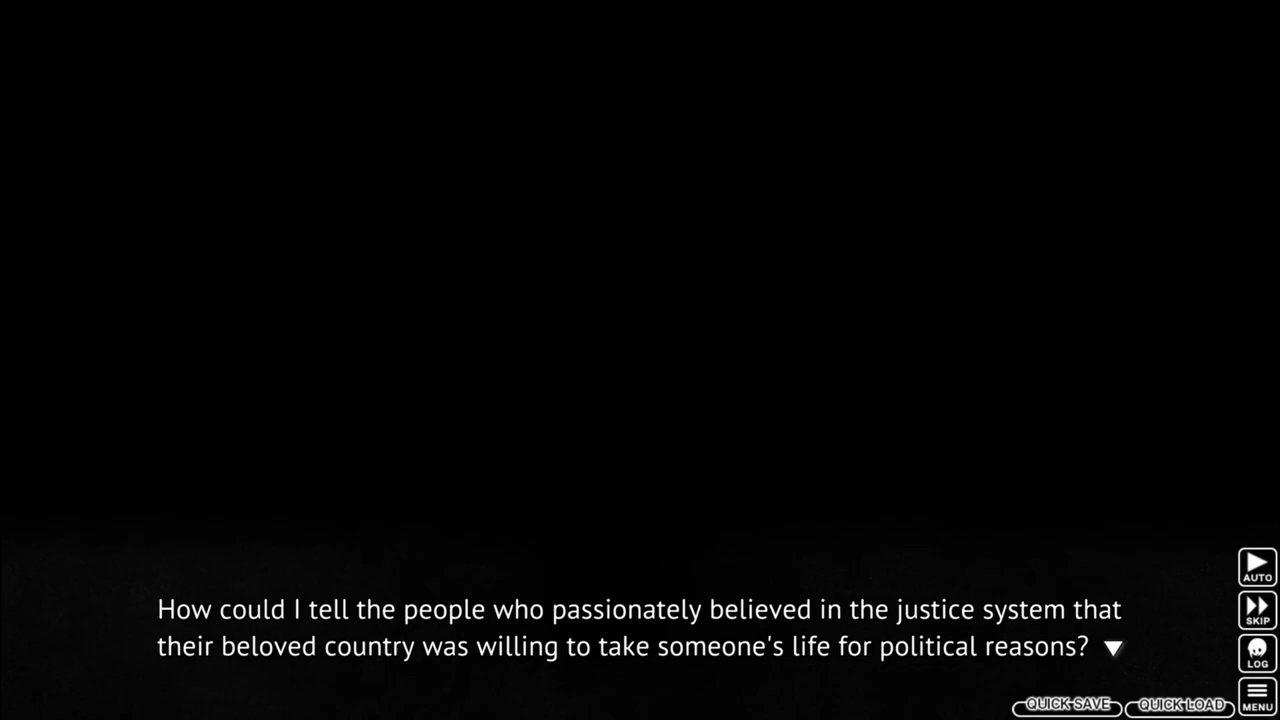 How could I tell the people who passionately believed in the justice system that
their beloved country was willing to take someone's life for political reasons?
AUTO
SKIP
LOG
MENU
QUICK SAVE QUICK LOAD